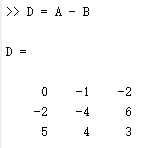 >> D = A - B
D =
0 -1 -2
-2 -4 6
5 4 3